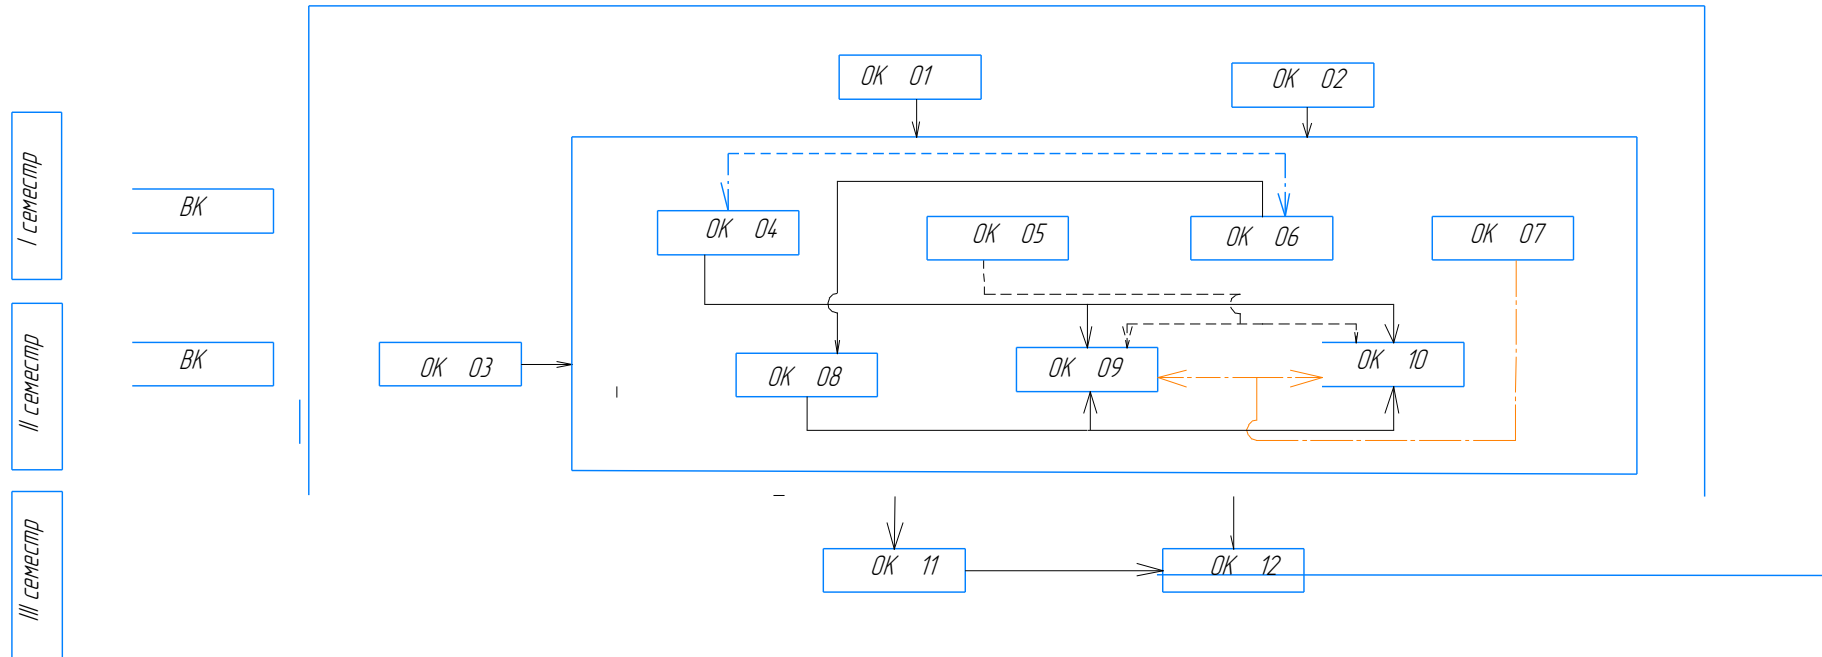 ОК 01
ОК 02
I семестр
ВК
ОК 04
ОК 05
ОК 06
ОК 07
II семестр
ВК
ОК 03
ОК 08
ОК 09
ОК 10
III семестр
ОК 11
ОК 12